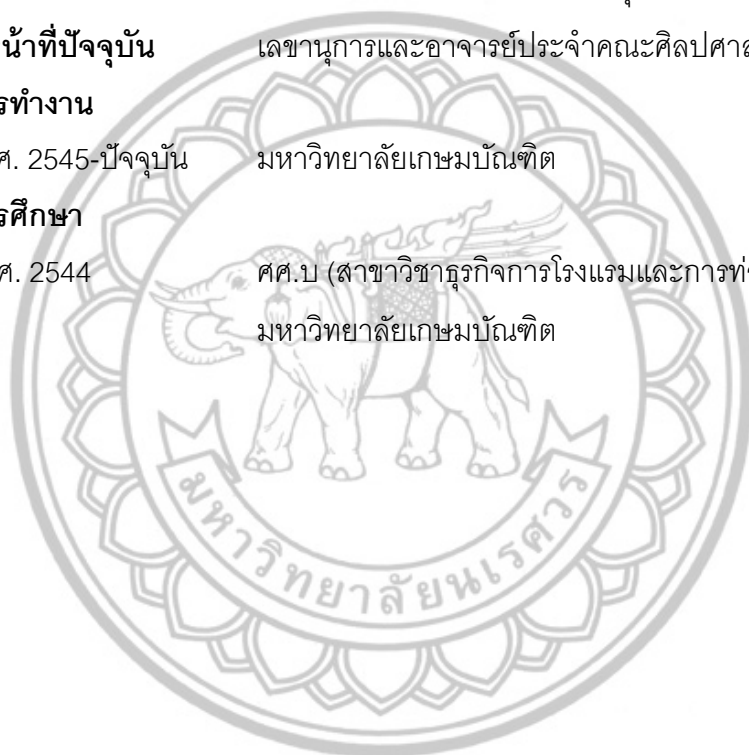 น้าที่ปัจจุบัน เลขานุการและอาจารย์ประจำคณะศิลปศาส
รทำงาน
ศ. 2545-ปัจจุบัน มหาวิทยาลัยเกษมบัณฑิต
รศึกษา
ศ. 2544 ศศ.บ (สาขาวิชาธุรกิจการโรงแรมและการท่อ
มหาวิทยาลัยเกษมบัณฑิต
มหาวิทยาลัยนเรศวร